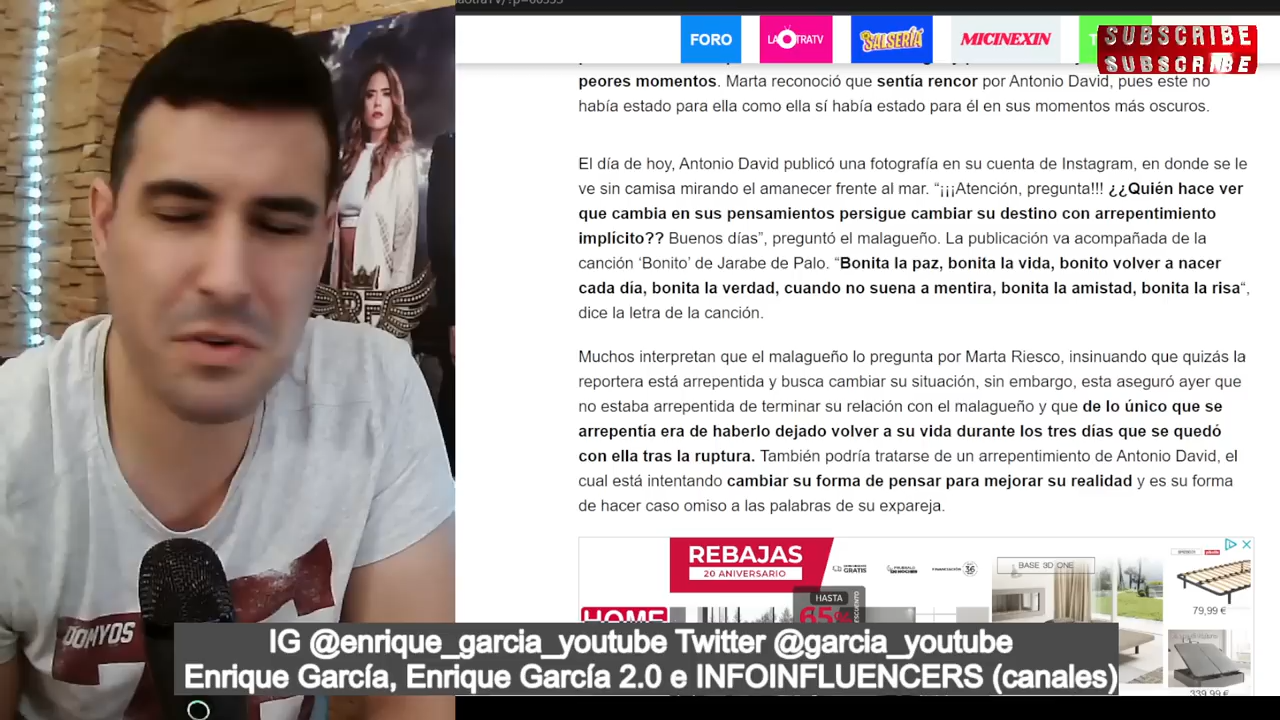 FORO
LAOTRATV
SALSERÍA
MICINEXIN
SUBSCRIBE
SUBSCRIBE
peores momentos. Marta reconoció que sentía rencor por Antonio David, pues este no
había estado para ella como ella sí había estado para él en sus momentos más oscuros.
El día de hoy, Antonio David publicó una fotografía en su cuenta de Instagram, en donde se le
ve sin camisa mirando el amanecer frente al mar. “¡¡¡Atención, pregunta!!! ¿¿Quién hace ver
que cambia en sus pensamientos persigue cambiar su destino con arrepentimiento
implícito?? Buenos días”, preguntó el malagueño. La publicación va acompañada de la
canción ‘Bonito’ de Jarabe de Palo. “Bonita la paz, bonita la vida, bonito volver a nacer
cada día, bonita la verdad, cuando no suena a mentira, bonita la amistad, bonita la risa“,
dice la letra de la canción.
Muchos interpretan que el malagueño lo pregunta por Marta Riesco, insinuando que quizás la
reportera está arrepentida y busca cambiar su situación, sin embargo, esta aseguró ayer que
no estaba arrepentida de terminar su relación con el malagueño y que de lo único que se
arrepentía era de haberlo dejado volver a su vida durante los tres días que se quedó
con ella tras la ruptura. También podría tratarse de un arrepentimiento de Antonio David, el
cual está intentando cambiar su forma de pensar para mejorar su realidad y es su forma
de hacer caso omiso a las palabras de su expareja.
REBAJAS
20 ANIVERSARIO
GRATIS
36
BASE 3D ONE
HASTA
65%
HOME
79,99 €
339,99 €
DOMYOS
IG @enrique_garcia_youtube Twitter @garcia_youtube
Enrique García, Enrique García 2.0 e INFOINFLUENCERS (canales)